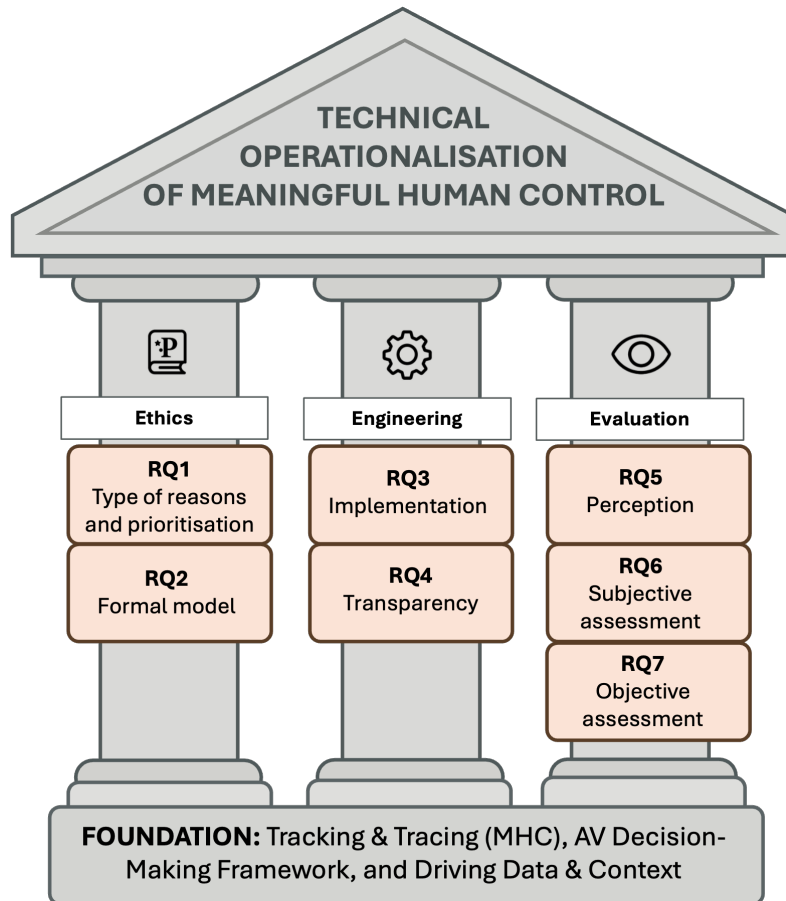 TECHNICAL
OPERATIONALISATION
OF MEANINGFUL HUMAN CONTROL
P
Ethics
RQ1
Type of reasons
and prioritisation
RQ2
Formal model
Engineering
RQ3
Implementation
RQ4
Transparency
Evaluation
RQ5
Perception
RQ6
Subjective
assessment
RQ7
Objective
assessment
FOUNDATION: Tracking & Tracing (MHC), AV Decision-
Making Framework, and Driving Data & Context